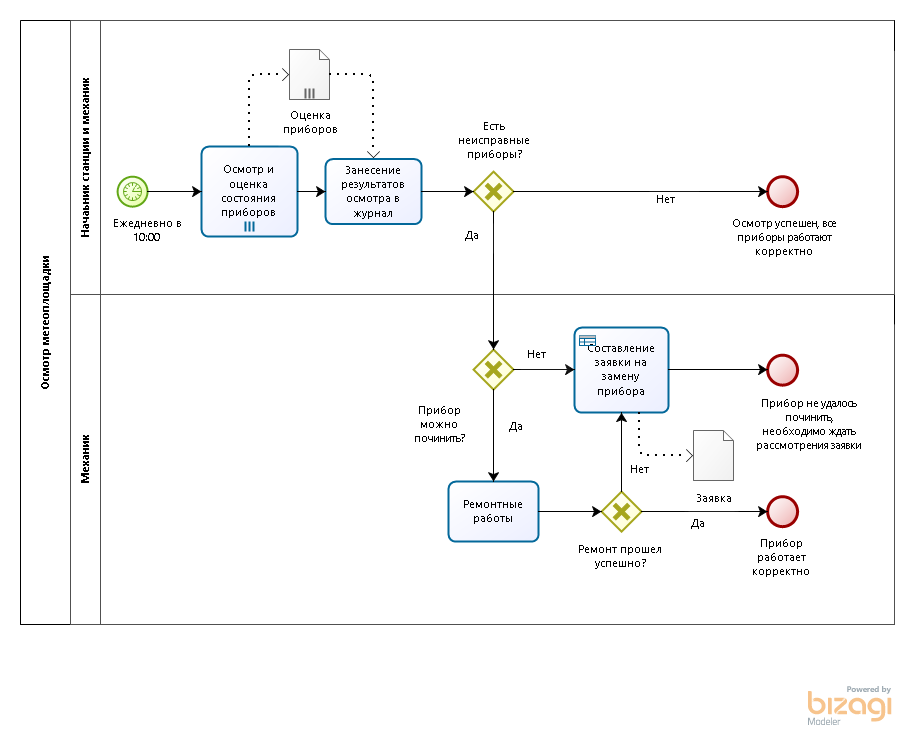 Осмотр метеоплощадки
Начаьник станции и механик
Ежедневно в
10:00
Осмотр и
оценка
состояния
приборов
Оценка
приборов
Занесение
результатов
осмотра в
журнал
Есть
неисправные
приборы?
Нет
Да
Осмотр успешен, все
приборы работают
корректно
Механик
Прибор
можно
починить?
Нет
Да
Составление
заявки на
замену
прибора
Прибор не удалось
починить,
необходимо ждать
рассмотрения заявки
Заявка
Ремонтные
работы
Ремонт прошел
успешно?
Нет
Да
Прибор
работает
корректно
Powered by
bizagi
Modeler